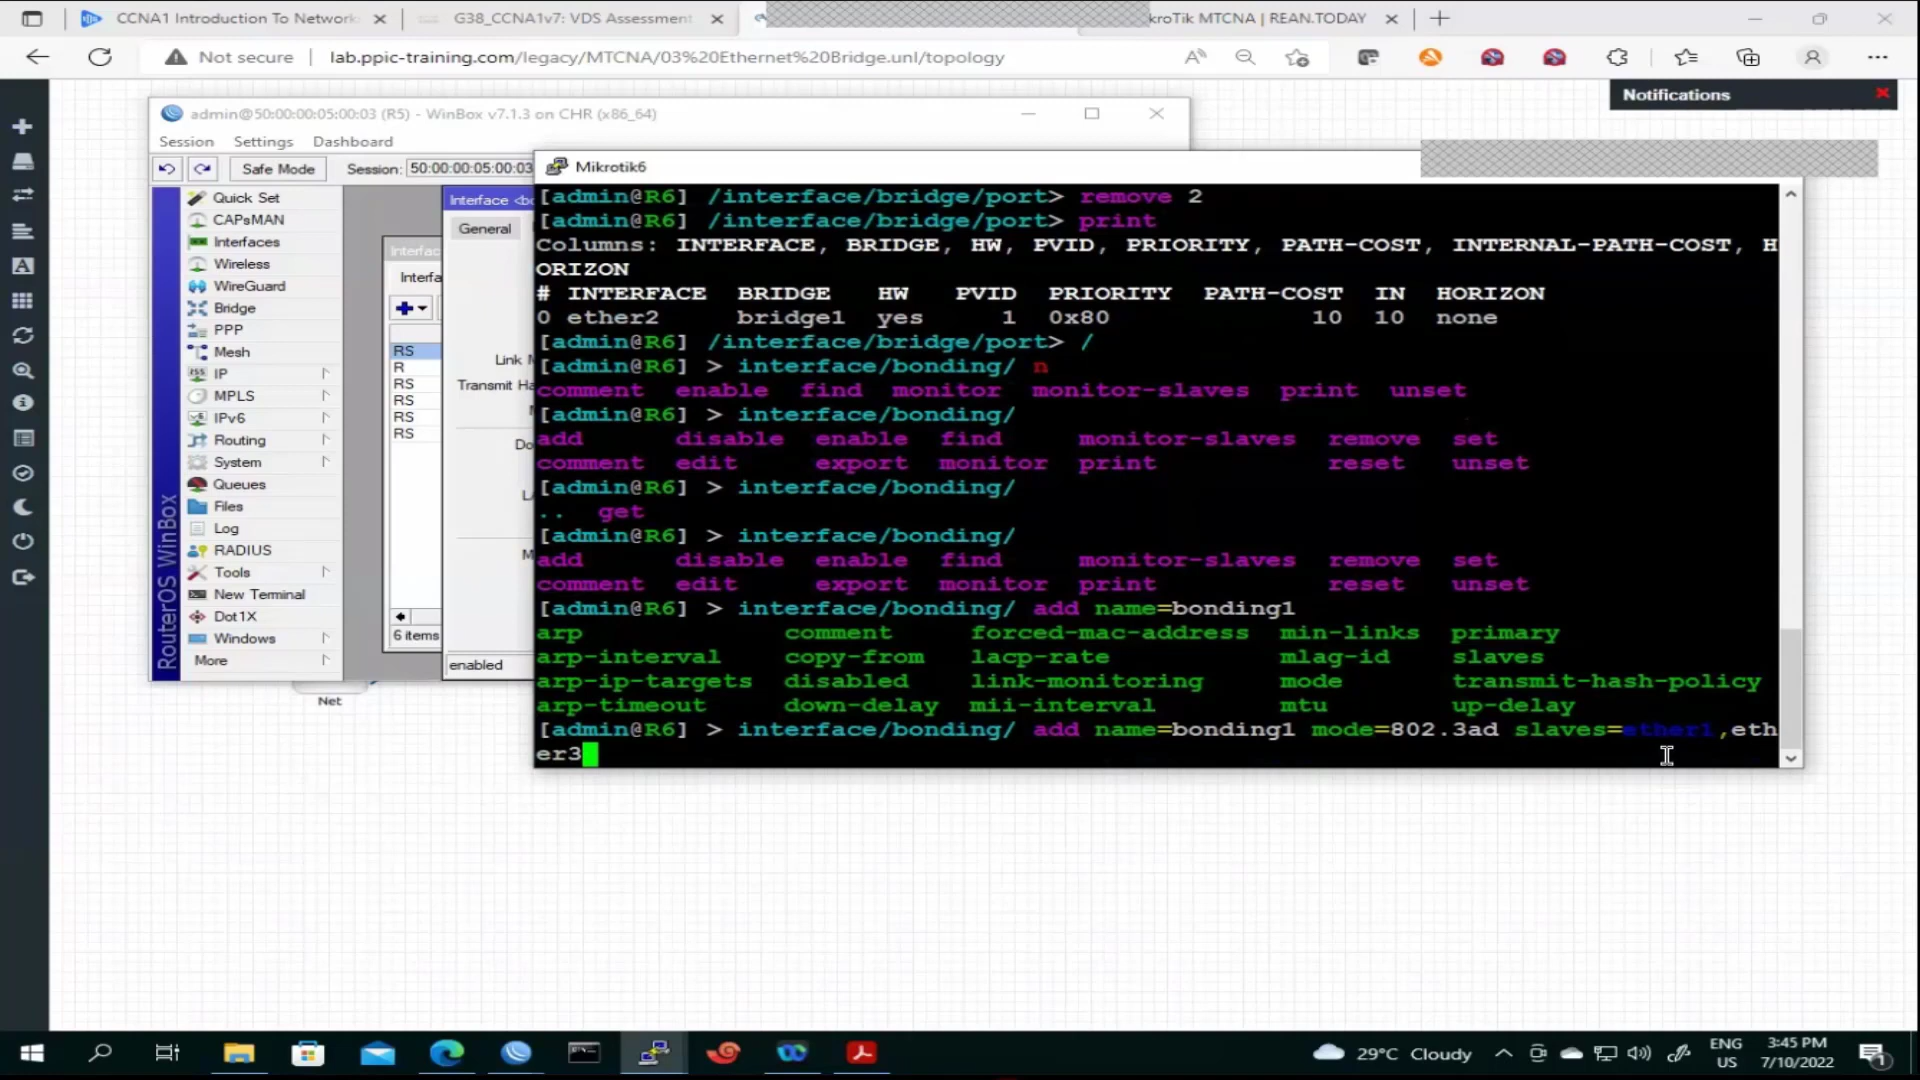 CCNA1 Introduction To Network
G38_CCNA1v7: VDS Assessment
kroTik MTCNA | REAN.TODAY
Not secure
lab.ppic-training.com/legacy/MTCNA/03%20Ethernet%20Bridge.unl/topology
Notifications
admin@50:00:00:05:00:03 (R5) - WinBox v7.1.3 on CHR (x86_64)
Session Settings Dashboard
Safe Mode Session: 50:00:00:05:00:03
RouterOS WinBox
Quick Set
CAPsMAN
Interfaces
Wireless
WireGuard
Bridge
PPP
Mesh
IP
MPLS
IPv6
Routing
System
Queues
Files
Log
RADIUS
Tools
New Terminal
Dot1X
Windows
More
Interfac
Interfa
RS
R
RS
RS
RS
RS
6 items
Interface <bo
General
Link M
Transmit Ha
M
Do
L
M
enabled
Net
Mikrotik6
[admin@R6] /interface/bridge/port> remove 2
[admin@R6] /interface/bridge/port> print
Columns: INTERFACE, BRIDGE, HW, PVID, PRIORITY, PATH-COST, INTERNAL-PATH-COST, H
ORIZON
# INTERFACE BRIDGE HW PVID PRIORITY PATH-COST IN HORIZON
0 ether2 bridge1 yes 1 0x80 10 10 none
[admin@R6] /interface/bridge/port> /
[admin@R6] > interface/bonding/ n
comment enable find monitor monitor-slaves print unset
[admin@R6] > interface/bonding/
add disable enable find monitor-slaves remove set
comment edit export monitor print reset unset
[admin@R6] > interface/bonding/
.. get
[admin@R6] > interface/bonding/
add disable enable find monitor-slaves remove set
comment edit export monitor print reset unset
[admin@R6] > interface/bonding/ add name=bonding1
arp comment forced-mac-address min-links primary
arp-interval copy-from lacp-rate mlag-id slaves
arp-ip-targets disabled link-monitoring mode transmit-hash-policy
arp-timeout down-delay mii-interval mtu up-delay
[admin@R6] > interface/bonding/ add name=bonding1 mode=802.3ad slaves=ether1,eth
er3
29°C Cloudy
ENG
US
3:45 PM
7/10/2022
1